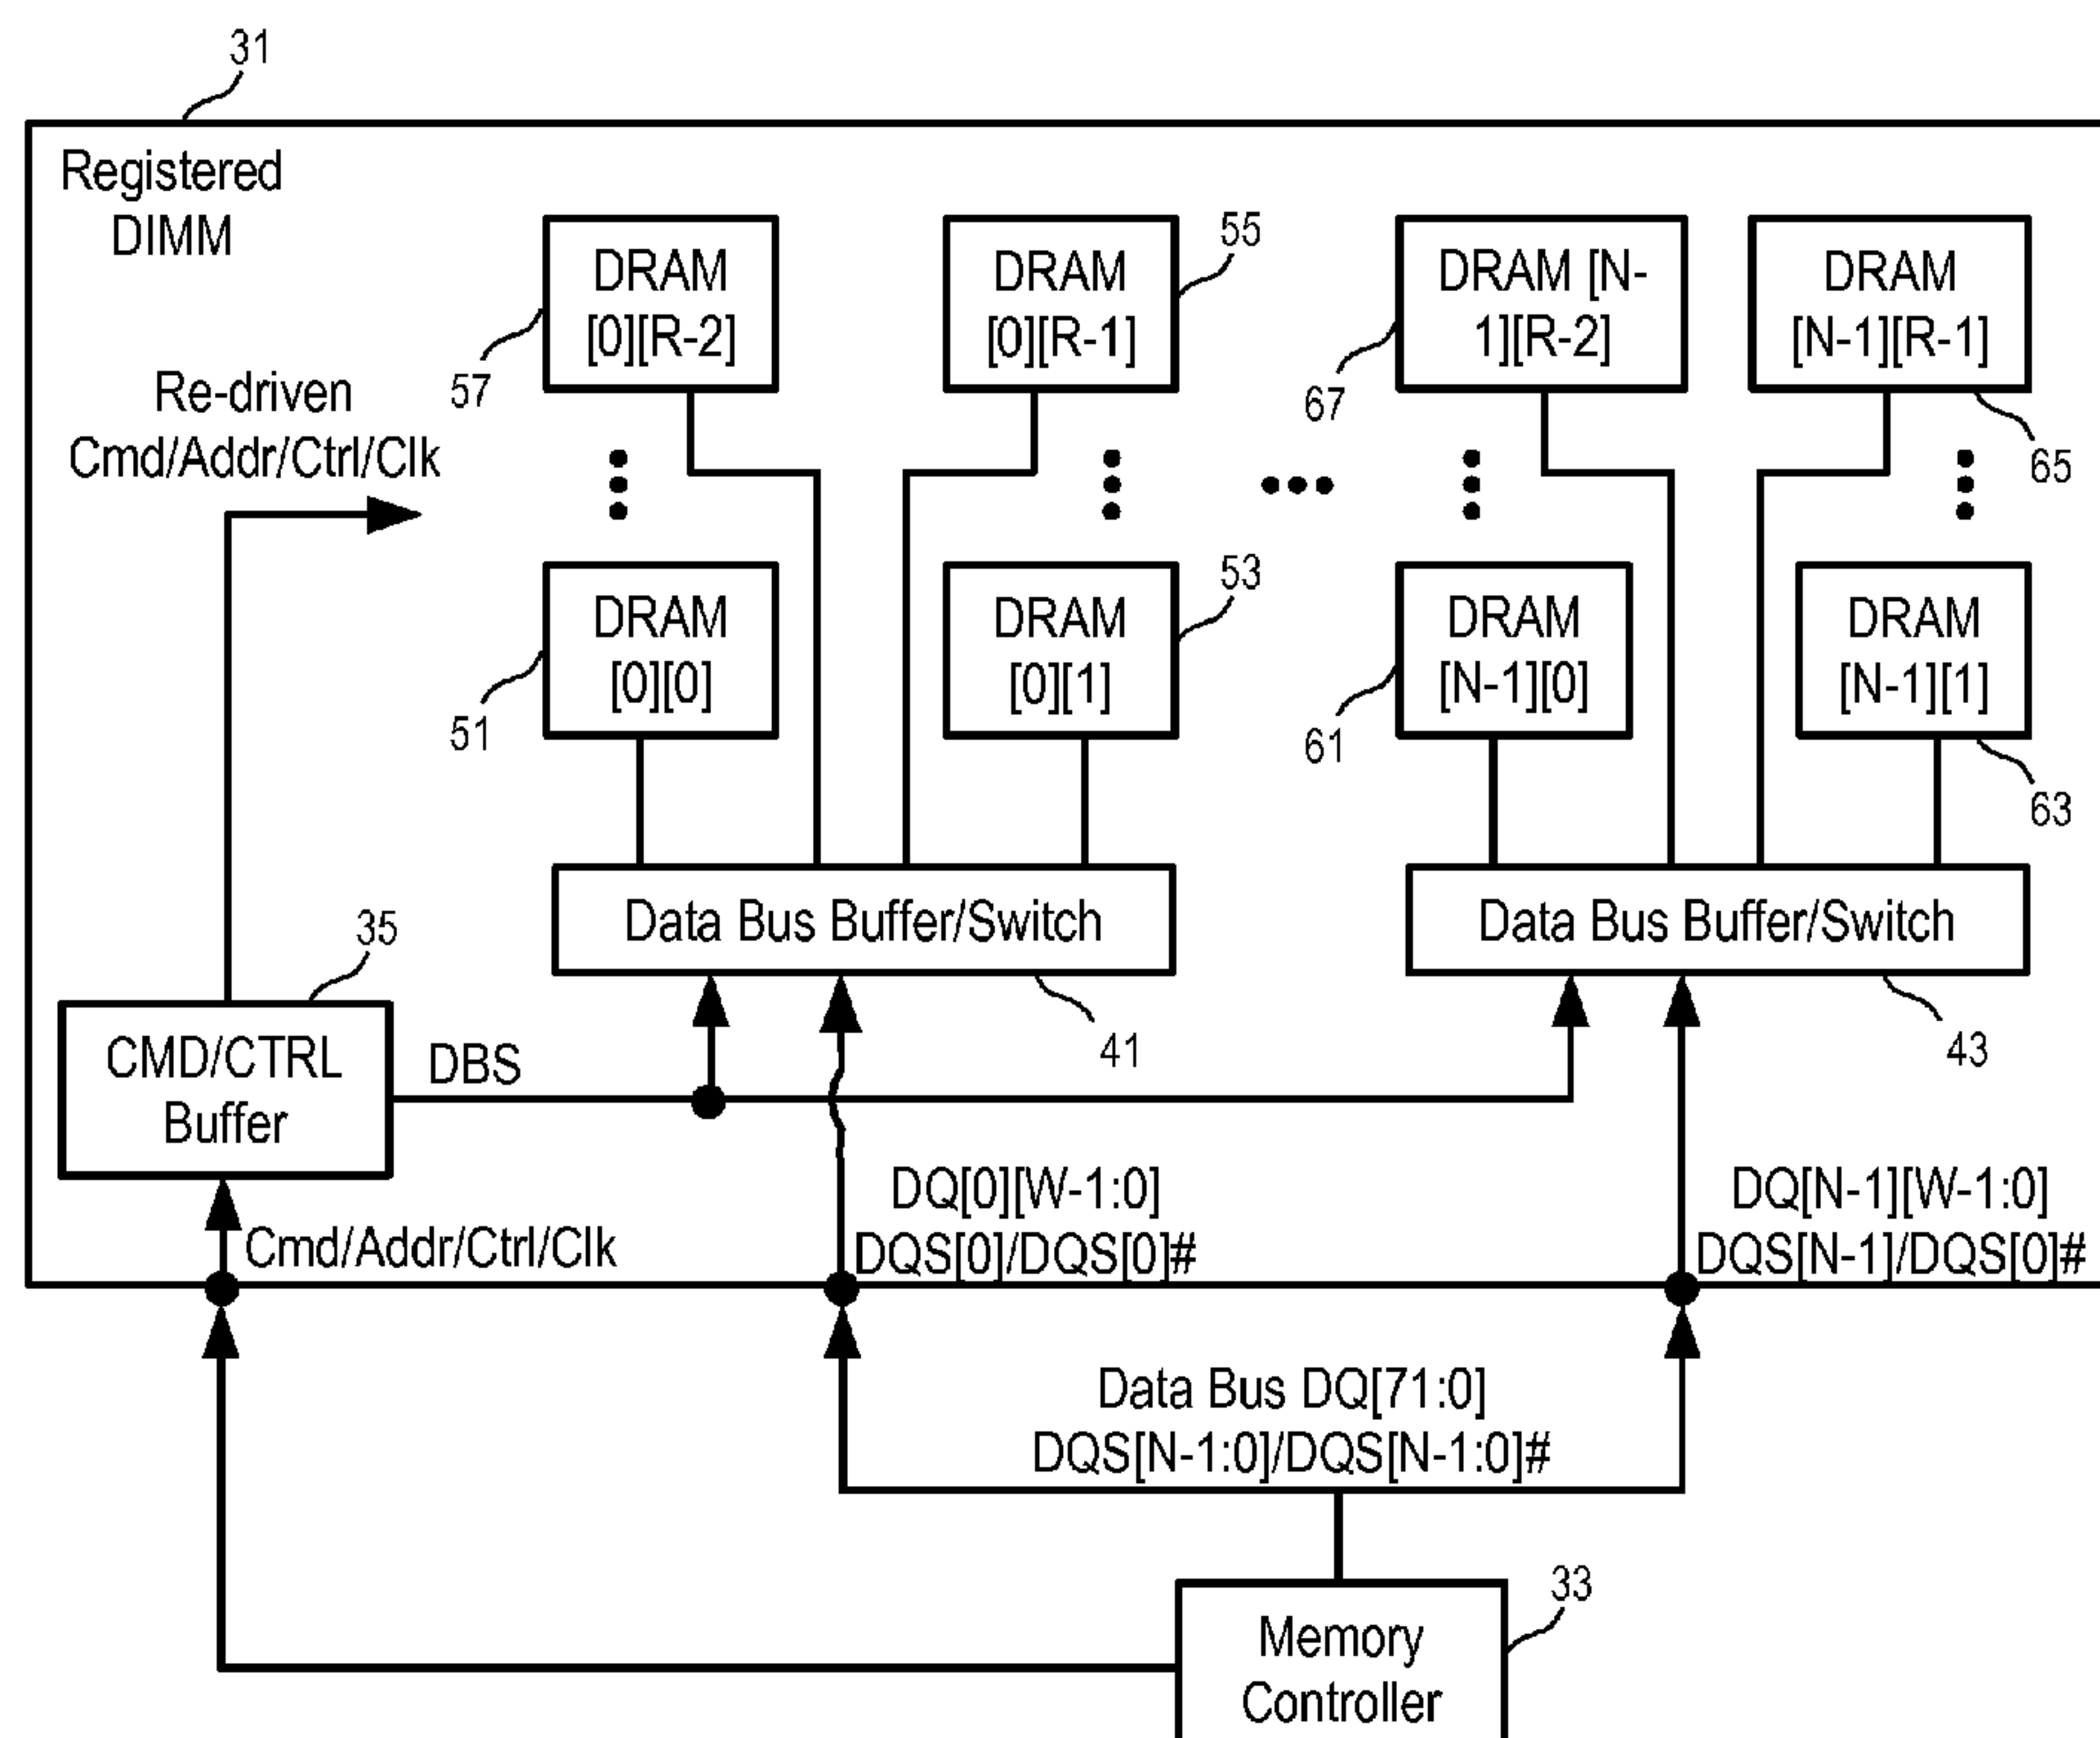 31
Registered
DIMM
DRAM
[0][R-2]
57
DRAM
[0][R-1]
55
DRAM [N-
1][R-2]
67
DRAM
[N-1][R-1]
65
Re-driven
Cmd/Addr/Ctrl/Clk
DRAM
[0][0]
51
DRAM
[0][1]
53
DRAM
[N-1][0]
61
DRAM
[N-1][1]
63
Data Bus Buffer/Switch
41
Data Bus Buffer/Switch
43
35
CMD/CTRL
Buffer
DBS
Cmd/Addr/Ctrl/Clk
DQ[0][W-1:0]
DQS[0]/DQS[0]#
DQ[N-1][W-1:0]
DQS[N-1]/DQS[0]#
Data Bus DQ[71:0]
DQS[N-1:0]/DQS[N-1:0]#
33
Memory
Controller